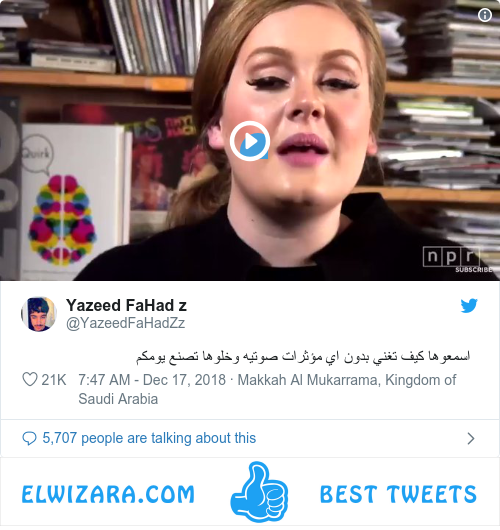 Quirk
npr
SUBSCRIBE
Yazeed FaHad z
@YazeedFaHadZz
اسمعوها كيف تغني بدون اي مؤثرات صوتيه وخلوها تصنع يومكم
21K 7:47 AM - Dec 17, 2018 · Makkah Al Mukarrama, Kingdom of
Saudi Arabia
5,707 people are talking about this
ELWIZARA.COM BEST TWEETS